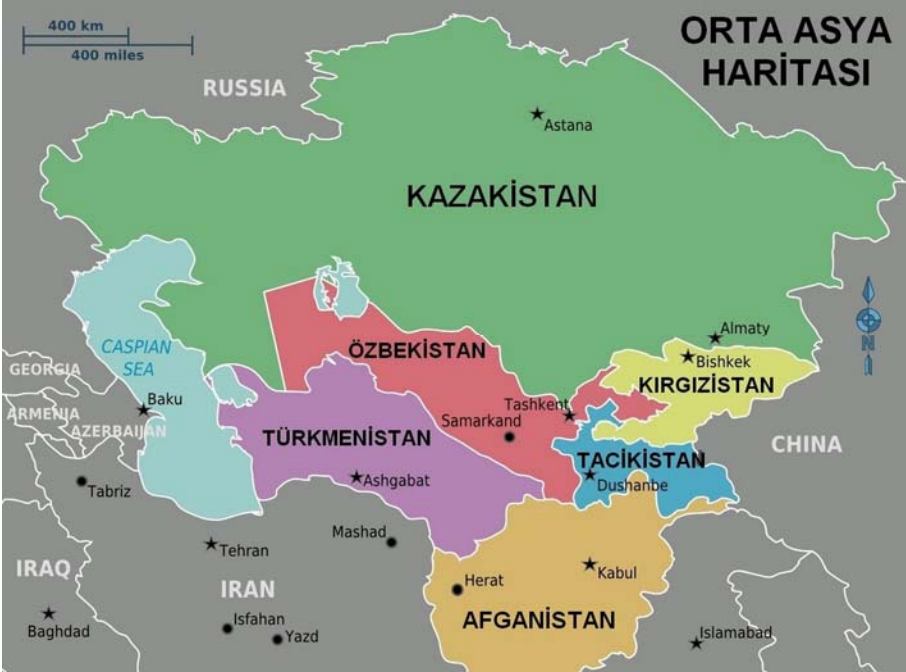 400 km
400 miles
ORTA ASYA
HARİTASI
RUSSIA
Astana
KAZAKİSTAN
CASPIAN
SEA
ÖZBEKİSTAN
Almaty
Bishkek
KIRGIZİSTAN
N
GEORGIA
ARMENIA
AZERBAIJAN
Baku
Tashkent
Samarkand
TÜRKMENİSTAN
CHINA
TACİKİSTAN
Dushanbe
Ashgabat
Tabriz
Mashad
Tehran
IRAQ
IRAN
Herat
Kabul
AFGANİSTAN
Baghdad
Isfahan
Yazd
Islamabad